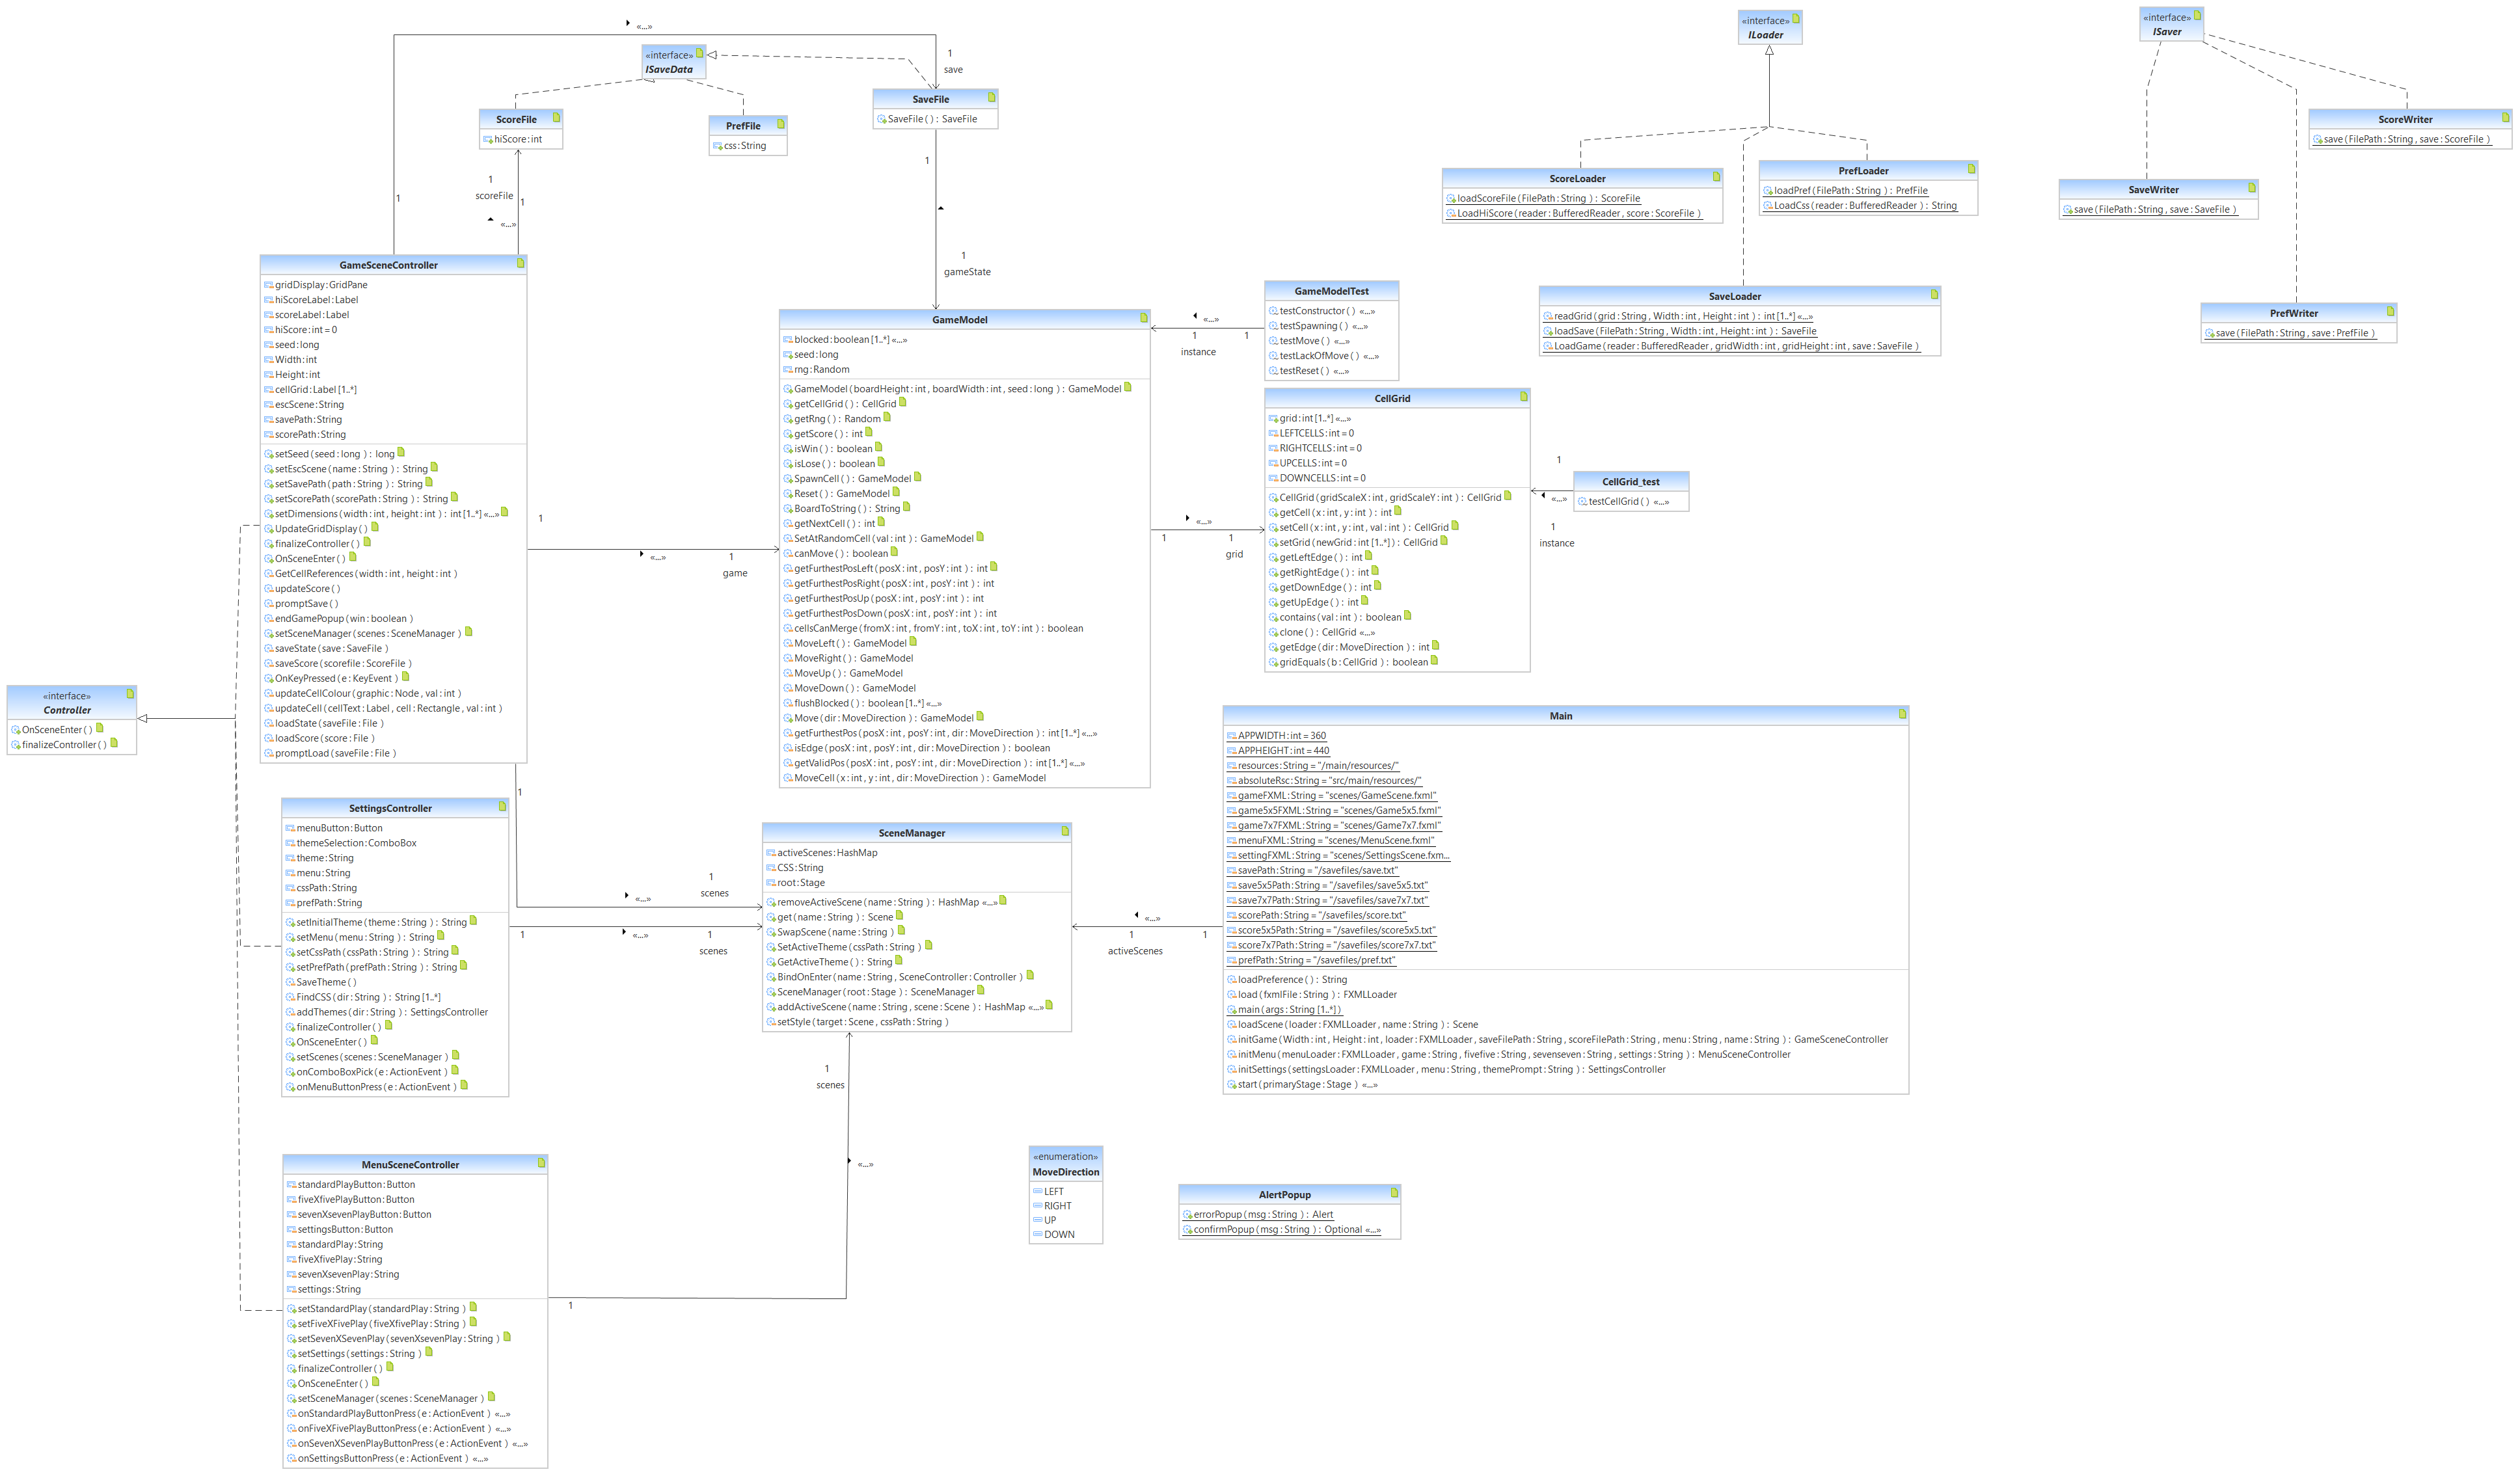 «...»
1
save
«interface»
ISaveData
ScoreFile
hiScore:int
PrefFile
css:String
SaveFile
SaveFile ( ) : SaveFile
1
scoreFile
1
«...»
1
1
1
gameState
«interface»
ILoader
ScoreLoader
loadScoreFile (FilePath:String ) : ScoreFile
LoadHiScore (reader:BufferedReader, score:ScoreFile )
PrefLoader
loadPref (FilePath:String ) : PrefFile
LoadCss (reader:BufferedReader ) : String
SaveLoader
readGrid (grid:String, Width:int, Height:int ) : int [1..*] «...»
loadSave (FilePath:String, Width:int, Height:int ) : SaveFile
LoadGame (reader:BufferedReader, gridWidth:int, gridHeight:int, save:SaveFile )
«interface»
ISaver
ScoreWriter
save (FilePath:String, save:ScoreFile )
SaveWriter
save (FilePath:String, save:SaveFile )
PrefWriter
save (FilePath:String, save:PrefFile )
GameSceneController
gridDisplay:GridPane
hiScoreLabel:Label
scoreLabel:Label
hiScore:int = 0
seed:long
Width:int
Height:int
cellGrid:Label [1..*]
escScene:String
savePath:String
scorePath:String
setSeed (seed:long ) : long
setEscScene (name:String ) : String
setSavePath (path:String ) : String
setScorePath (scorePath:String ) : String
setDimensions (width:int, height:int ) : int [1..*] «...»
UpdateGridDisplay ( )
finalizeController ( )
OnSceneEnter ( )
GetCellReferences (width:int, height:int )
updateScore ( )
promptSave ( )
endGamePopup (win:boolean )
setSceneManager (scenes:SceneManager )
saveState (save:SaveFile )
saveScore (scorefile:ScoreFile )
OnKeyPressed (e:KeyEvent )
updateCellColour (graphic:Node, val:int )
updateCell (cellText:Label, cell:Rectangle, val:int )
loadState (saveFile:File )
loadScore (score:File )
promptLoad (saveFile:File )
1
«...»
1
game
GameModel
blocked:boolean [1..*] «...»
seed:long
rng:Random
GameModel (boardHeight:int, boardWidth:int, seed:long ) : GameModel
getCellGrid ( ) : CellGrid
getRng ( ) : Random
getScore ( ) : int
isWin ( ) : boolean
isLose ( ) : boolean
SpawnCell ( ) : GameModel
Reset ( ) : GameModel
BoardToString ( ) : String
getNextCell ( ) : int
SetAtRandomCell (val:int ) : GameModel
canMove ( ) : boolean
getFurthestPosLeft (posX:int, posY:int ) : int
getFurthestPosRight (posX:int, posY:int ) : int
getFurthestPosUp (posX:int, posY:int ) : int
getFurthestPosDown (posX:int, posY:int ) : int
cellsCanMerge (fromX:int, fromY:int, toX:int, toY:int ) : boolean
MoveLeft ( ) : GameModel
MoveRight ( ) : GameModel
MoveUp ( ) : GameModel
MoveDown ( ) : GameModel
flushBlocked ( ) : boolean [1..*] «...»
Move (dir:MoveDirection ) : GameModel
getFurthestPos (posX:int, posY:int, dir:MoveDirection ) : int [1..*] «...»
isEdge (posX:int, posY:int, dir:MoveDirection ) : boolean
getValidPos (posX:int, posY:int, dir:MoveDirection ) : int [1..*] «...»
MoveCell (x:int, y:int, dir:MoveDirection ) : GameModel
«...»
1
1
instance
GameModelTest
testConstructor ( ) «...»
testSpawning ( ) «...»
testMove ( ) «...»
testLackOfMove ( ) «...»
testReset ( ) «...»
«...»
1
1
grid
CellGrid
grid:int [1..*] «...»
LEFTCELLS:int = 0
RIGHTCELLS:int = 0
UPCELLS:int = 0
DOWNCELLS:int = 0
CellGrid (gridScaleX:int, gridScaleY:int ) : CellGrid
getCell (x:int, y:int ) : int
setCell (x:int, y:int, val:int ) : CellGrid
setGrid (newGrid:int [1..*] ) : CellGrid
getLeftEdge ( ) : int
getRightEdge ( ) : int
getDownEdge ( ) : int
getUpEdge ( ) : int
contains (val:int ) : boolean
clone ( ) : CellGrid «...»
getEdge (dir:MoveDirection ) : int
gridEquals (b:CellGrid ) : boolean
1
«...»
1
instance
CellGrid_test
testCellGrid ( ) «...»
«interface»
Controller
OnSceneEnter ( )
finalizeController ( )
SettingsController
menuButton:Button
themeSelection:ComboBox
theme:String
menu:String
cssPath:String
prefPath:String
setInitialTheme (theme:String ) : String
setMenu (menu:String ) : String
setCssPath (cssPath:String ) : String
setPrefPath (prefPath:String ) : String
SaveTheme ( )
FindCSS (dir:String ) : String [1..*]
addThemes (dir:String ) : SettingsController
finalizeController ( )
OnSceneEnter ( )
setScenes (scenes:SceneManager )
onComboBoxPick (e:ActionEvent )
onMenuButtonPress (e:ActionEvent )
1
«...»
1
scenes
1
«...»
1
scenes
SceneManager
activeScenes:HashMap
CSS:String
root:Stage
removeActiveScene (name:String ) : HashMap «...»
get (name:String ) : Scene
SwapScene (name:String )
SetActiveTheme (cssPath:String )
GetActiveTheme ( ) : String
BindOnEnter (name:String, SceneController:Controller )
SceneManager (root:Stage ) : SceneManager
addActiveScene (name:String, scene:Scene ) : HashMap «...»
setStyle (target:Scene, cssPath:String )
«...»
1
1
activeScenes
Main
APPWIDTH:int = 360
APPHEIGHT:int = 440
resources:String = "/main/resources/"
absoluteRsc:String = "src/main/resources/"
gameFXML:String = "scenes/GameScene.fxml"
game5x5FXML:String = "scenes/Game5x5.fxml"
game7x7FXML:String = "scenes/Game7x7.fxml"
menuFXML:String = "scenes/MenuScene.fxml"
settingFXML:String = "scenes/SettingsScene.fxm...
savePath:String = "/savefiles/save.txt"
save5x5Path:String = "/savefiles/save5x5.txt"
save7x7Path:String = "/savefiles/save7x7.txt"
scorePath:String = "/savefiles/score.txt"
score5x5Path:String = "/savefiles/score5x5.txt"
score7x7Path:String = "/savefiles/score7x7.txt"
prefPath:String = "/savefiles/pref.txt"
loadPreference ( ) : String
load (fxmlFile:String ) : FXMLLoader
main (args:String [1..*] )
loadScene (loader:FXMLLoader, name:String ) : Scene
initGame (Width:int, Height:int, loader:FXMLLoader, saveFilePath:String, scoreFilePath:String, menu:String, name:String ) : GameSceneController
initMenu (menuLoader:FXMLLoader, game:String, fivefive:String, sevenseven:String, settings:String ) : MenuSceneController
initSettings (settingsLoader:FXMLLoader, menu:String, themePrompt:String ) : SettingsController
start (primaryStage:Stage ) «...»
1
scenes
«...»
1
MenuSceneController
standardPlayButton:Button
fiveXfivePlayButton:Button
sevenXsevenPlayButton:Button
settingsButton:Button
standardPlay:String
fiveXfivePlay:String
sevenXsevenPlay:String
settings:String
setStandardPlay (standardPlay:String )
setFiveXFivePlay (fiveXfivePlay:String )
setSevenXSevenPlay (sevenXsevenPlay:String )
setSettings (settings:String )
finalizeController ( )
OnSceneEnter ( )
setSceneManager (scenes:SceneManager )
onStandardPlayButtonPress (e:ActionEvent ) «...»
onFiveXFivePlayButtonPress (e:ActionEvent ) «...»
onSevenXSevenPlayButtonPress (e:ActionEvent ) «...»
onSettingsButtonPress (e:ActionEvent ) «...»
«enumeration»
MoveDirection
LEFT
RIGHT
UP
DOWN
AlertPopup
errorPopup (msg:String ) : Alert
confirmPopup (msg:String ) : Optional «...»